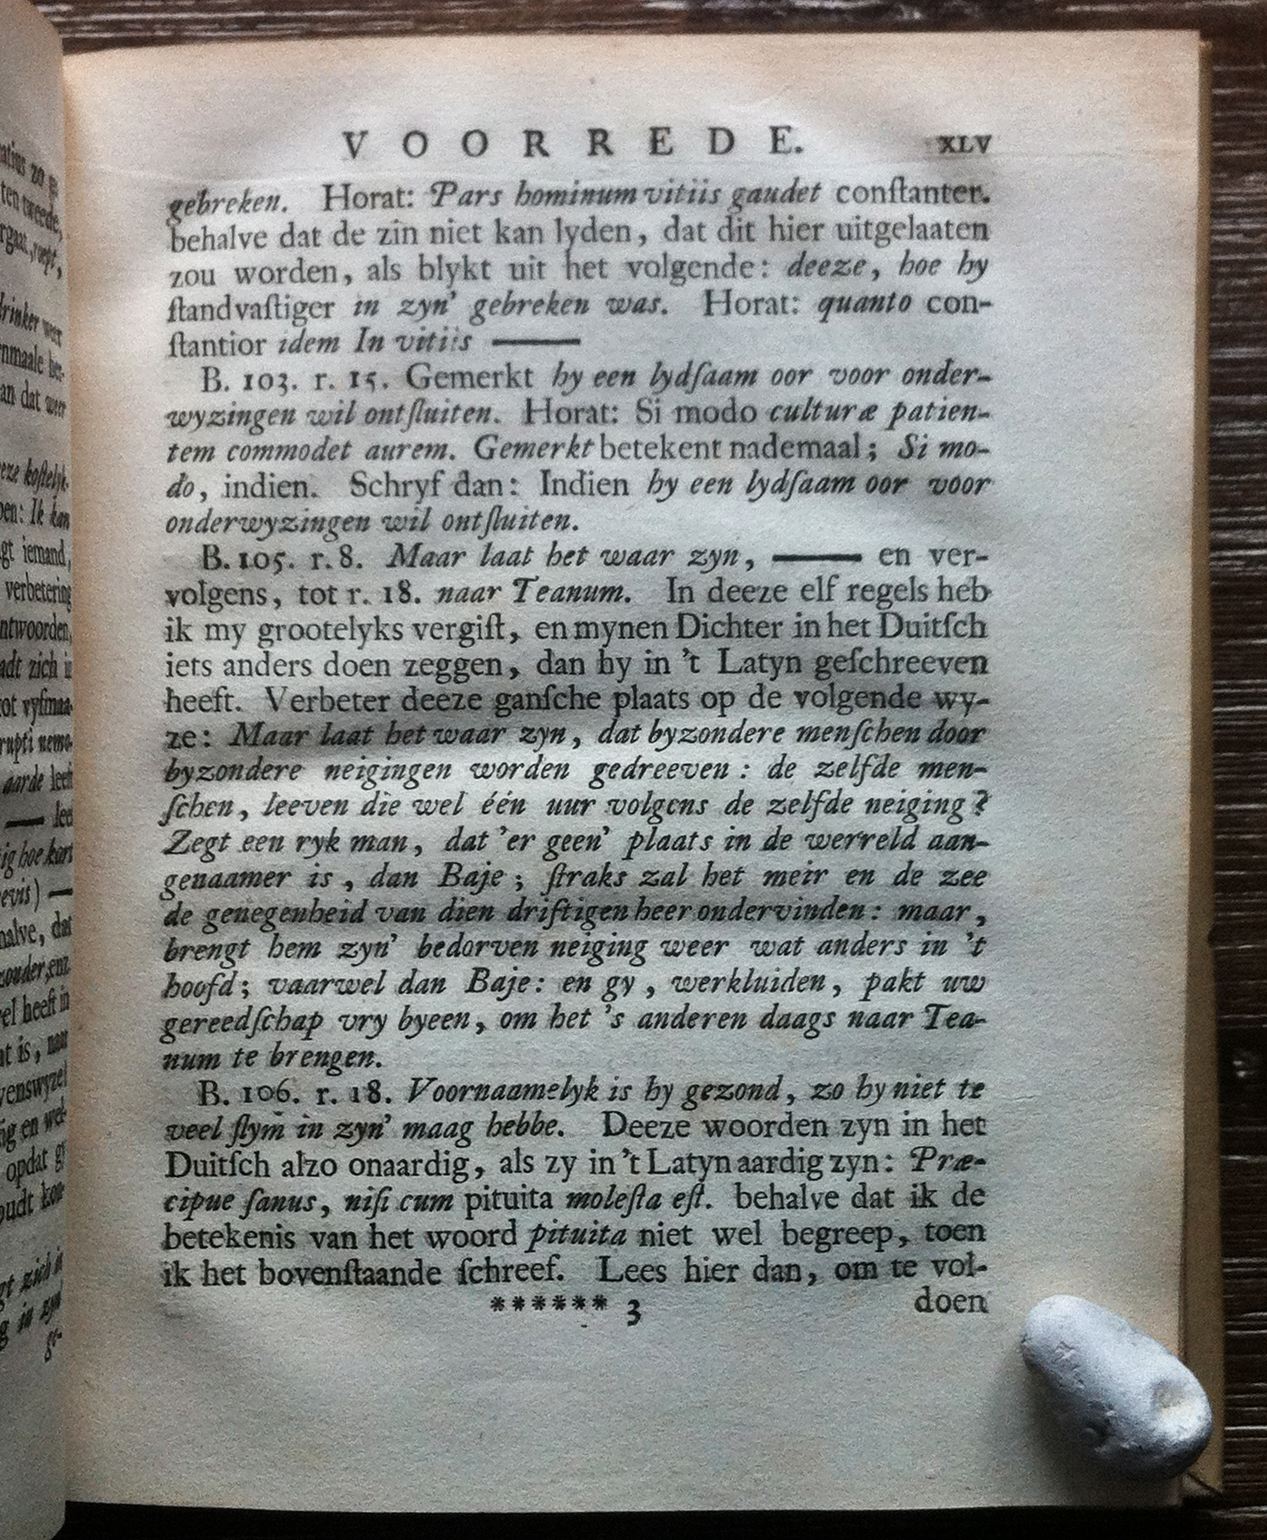 VOORREDE. XLV
gebreken. Horat: Pars hominum vitiis gaudet conſtanter.
behalve dat de zin niet kan lyden, dat dit hier uitgelaaten
zou worden, als blykt uit het volgende: deeze, hoe hy
ſtandvaſtiger in zyn' gebreken was. Horat: quanto con-
ſtantior idem In vitiis ———
B. 103. r. 15. Gemerkt hy een lydſaam oor voor onder-
wyzingen wil ontſluiten. Horat: Si modo culturæ patien-
tem commodet aurem. Gemerkt betekent nademaal; Si mo-
do, indien. Schryf dan: Indien hy een lydſaam oor voor
onderwyzingen wil ontſluiten.
B. 105. r. 8. Maar laat het waar zyn, ——— en ver-
volgens, tot r. 18. naar Teanum. In deeze elf regels heb
ik my grootelyks vergiſt, en mynen Dichter in het Duitſch
iets anders doen zeggen, dan hy in 't Latyn geſchreeven
heeft. Verbeter deeze ganſche plaats op de volgende wy-
ze: Maar laat het waar zyn, dat byzondere menſchen door
byzondere neigingen worden gedreeven: de zelfde men-
ſchen, leeven die wel één uur volgens de zelfde neiging?
Zegt een ryk man, dat 'er geen' plaats in de werreld aan-
genaamer is, dan Baje; ſtraks zal het meir en de zee
de genegenheid van dien driftigen heer ondervinden: maar,
brengt hem zyn' bedorven neiging weer wat anders in 't
hoofd; vaarwel dan Baje: en gy, werkluiden, pakt uw
gereedſchap vry byeen, om het 's anderen daags naar Tea-
num te brengen.
B. 106. r. 18. Voornaamelyk is hy gezond, zo hy niet te
veel ſlym in zyn' maag hebbe. Deeze woorden zyn in het
Duitſch alzo onaardig, als zy in 't Latyn aardig zyn: Præ-
cipue ſanus, niſi cum pituita moleſta eſt. behalve dat ik de
betekenis van het woord pituita niet wel begreep, toen
ik het bovenſtaande ſchreef. Lees hier dan, om te vol-
****** 3 doen